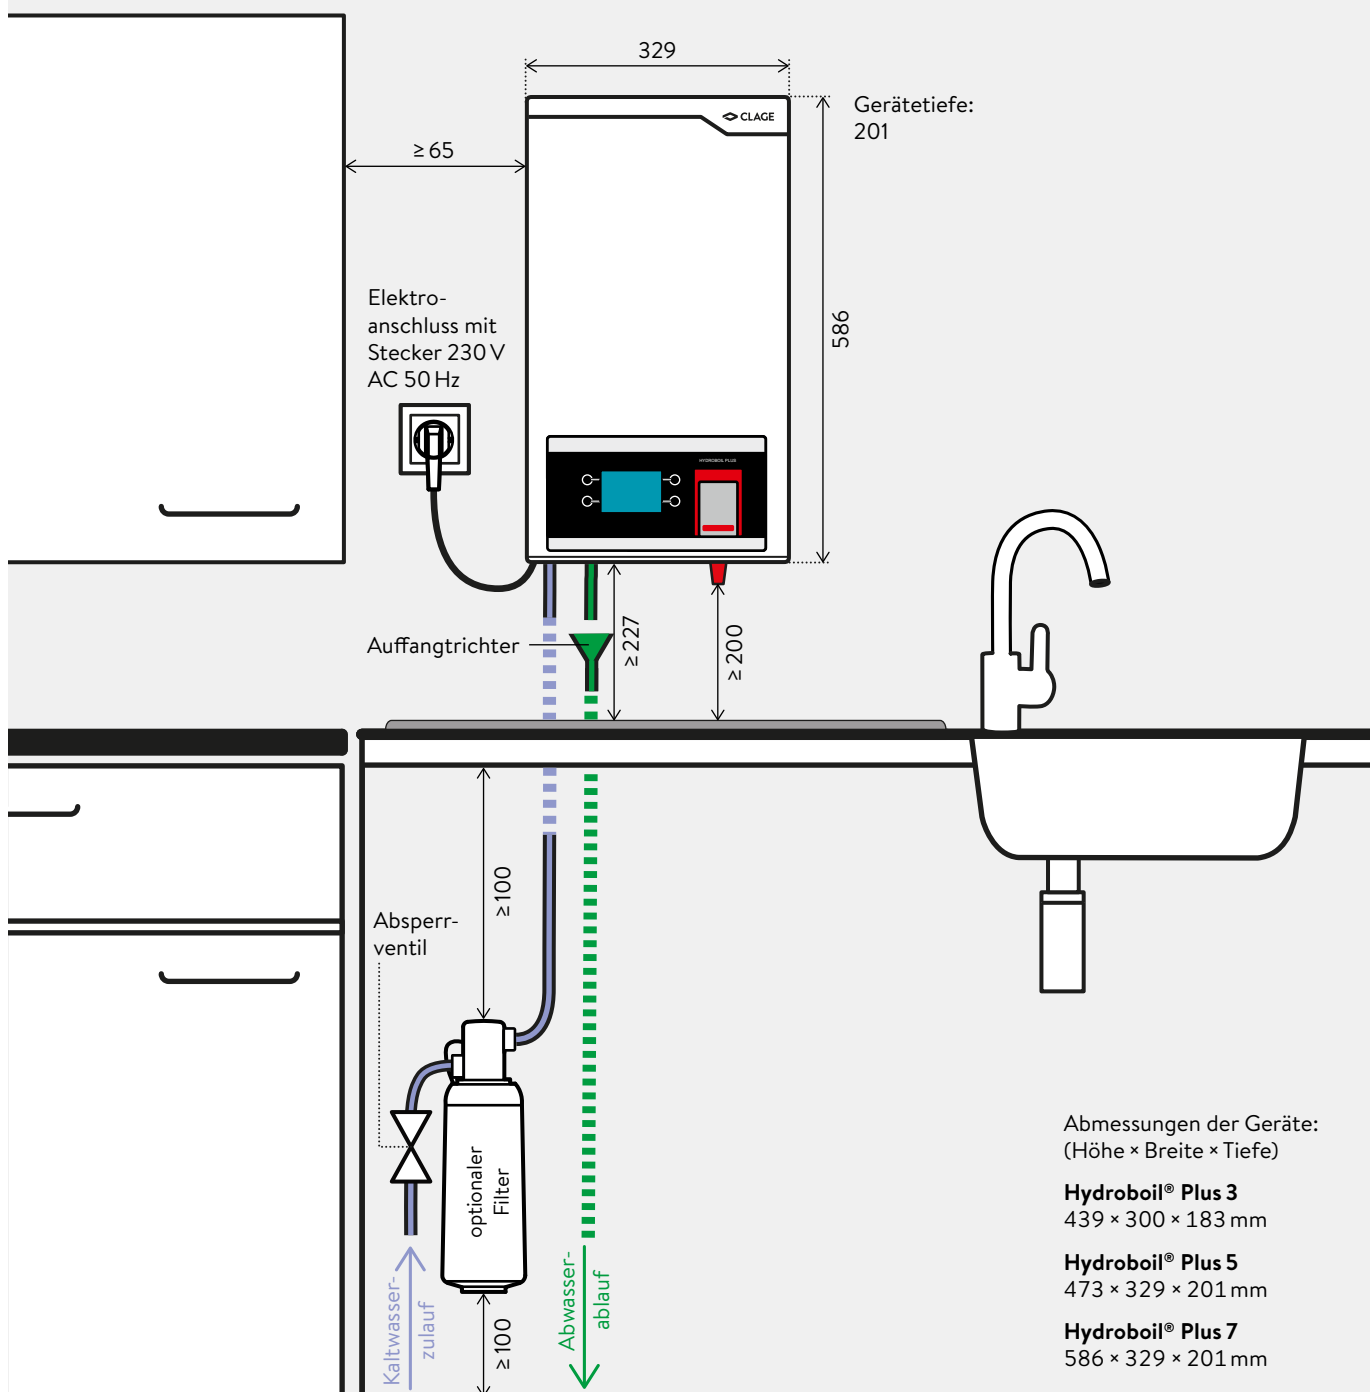 329
CLAGE
Gerätetiefe:
201
≥ 65
586
Elektro-
anschluss mit
Stecker 230 V
AC 50 Hz
HYDROBOIL PLUS
Auffangtrichter
≥ 227
≥ 200
≥ 100
Absperr-
ventil
optionaler
Filter
Kaltwasser-
zulauf
≥ 100
Abwasser-
ablauf
Abmessungen der Geräte:
(Höhe × Breite × Tiefe)
Hydroboil® Plus 3
439 × 300 × 183 mm
Hydroboil® Plus 5
473 × 329 × 201 mm
Hydroboil® Plus 7
586 × 329 × 201 mm